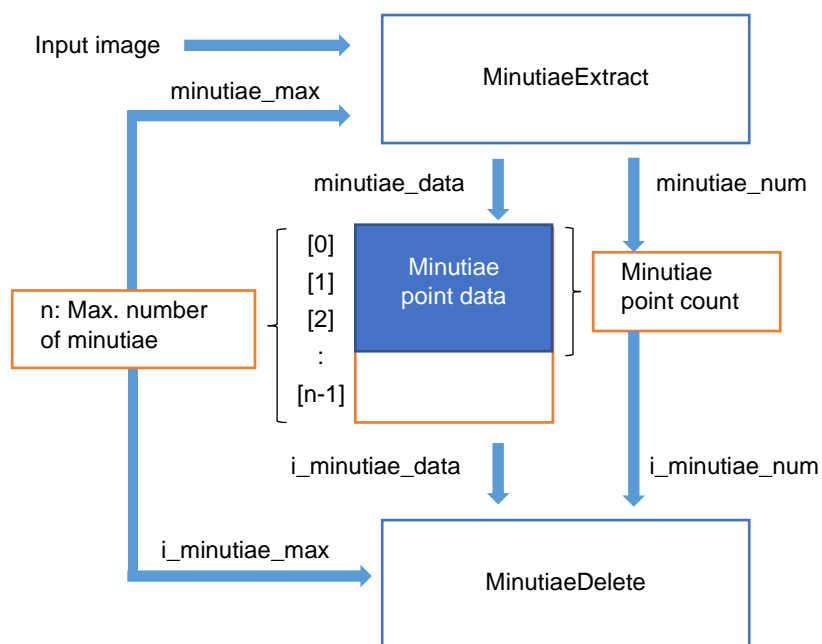 Input image
MinutiaeExtract
minutiae_max
minutiae_data
minutiae_num
[0]
[1]
[2]
:
[n-1]
Minutiae
point data
Minutiae
point count
n: Max. number
of minutiae
i_minutiae_data
i_minutiae_num
i_minutiae_max
MinutiaeDelete